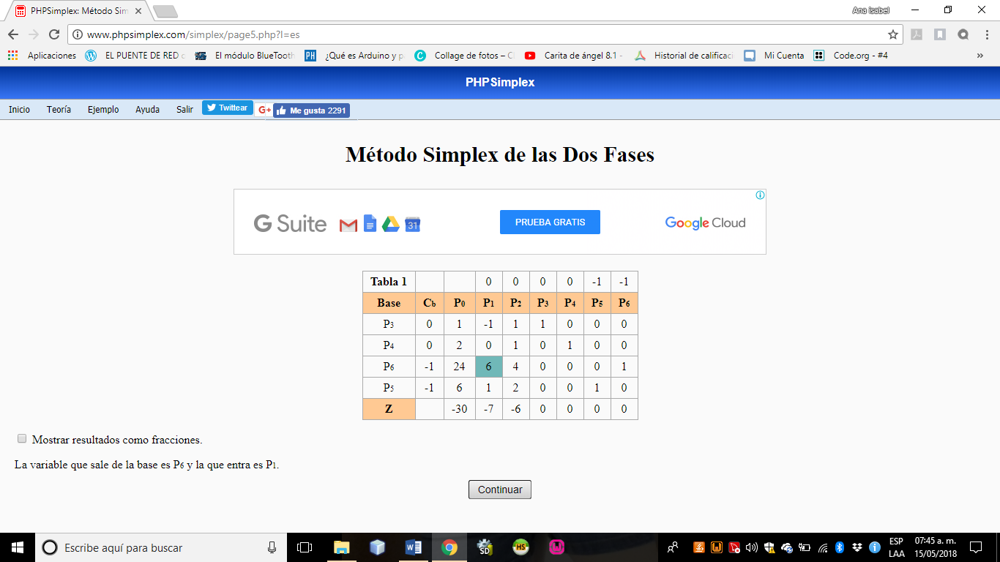 PHPSimplex: Método Sim
Ana isabel
www.phpsimplex.com/simplex/page5.php?l=es
Aplicaciones EL PUENTE DE RED c El módulo BlueTooth PH ¿Qué es Arduino y p Collage de fotos – C Carita de ángel 8.1 - Historial de calificaci Mi Cuenta Code.org - #4 »
PHPSimplex
Inicio Teoría Ejemplo Ayuda Salir Twittear G+ Me gusta 2291
Método Simplex de las Dos Fases
G Suite 31 PRUEBA GRATIS Google Cloud
Tabla 1 0 0 0 0 -1 -1
Base Cb P0 P1 P2 P3 P4 P5 P6
P3 0 1 -1 1 1 0 0 0
P4 0 2 0 1 0 1 0 0
P6 -1 24 6 4 0 0 0 1
P5 -1 6 1 2 0 0 1 0
Z -30 -7 -6 0 0 0 0
Mostrar resultados como fracciones.
La variable que sale de la base es P6 y la que entra es P1.
Continuar
Escribe aquí para buscar SD HS ESP 07:45 a. m.
LAA 15/05/2018